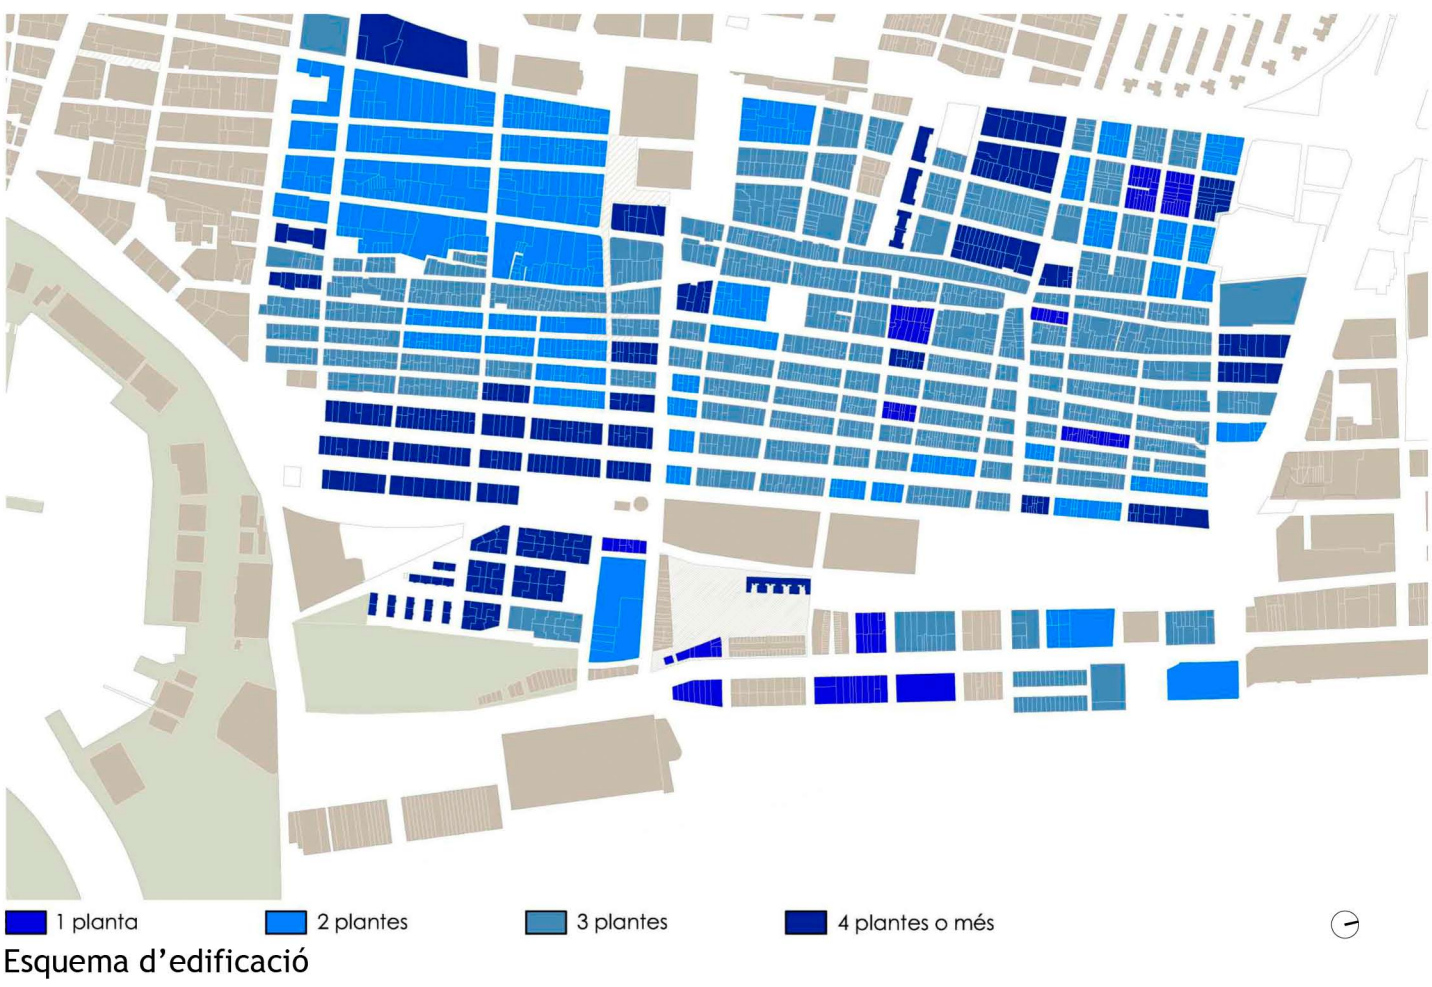 1 planta
2 plantes
3 plantes
4 plantes o més
Esquema d'edificació